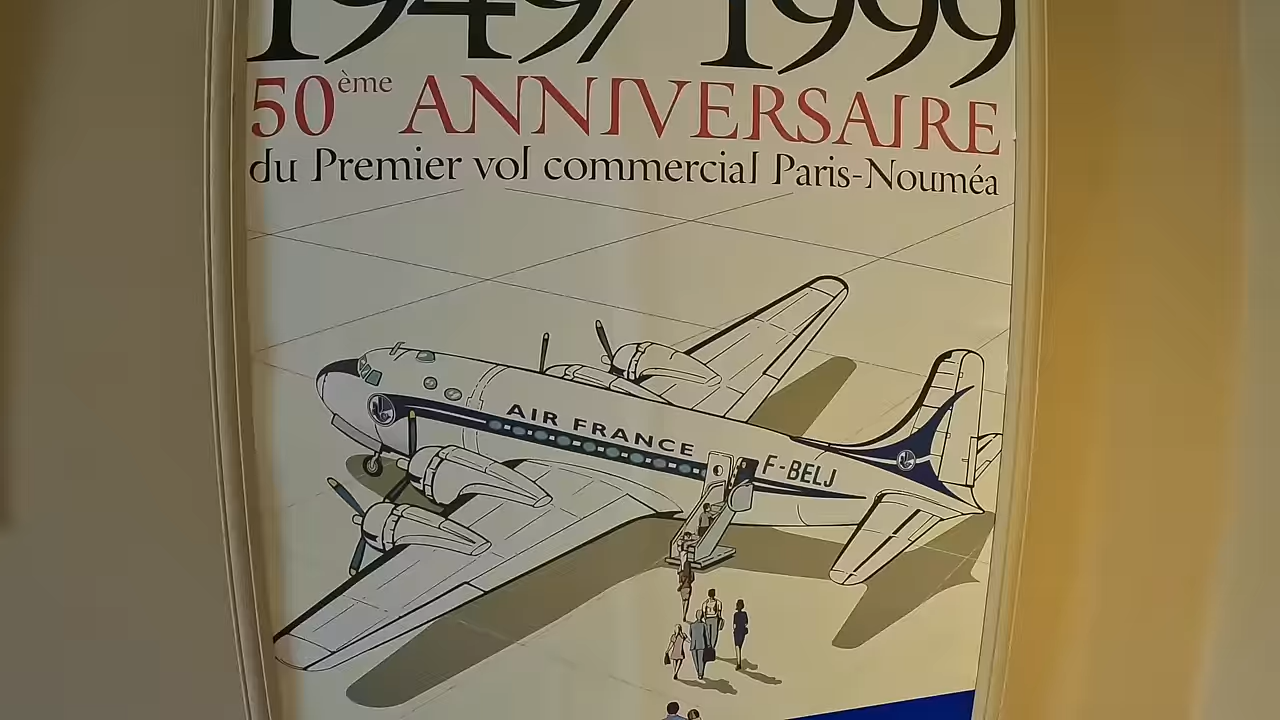 1949/1999
50ème ANNIVERSAIRE
du Premier vol commercial Paris-Nouméa
AIR FRANCE
F-BELJ